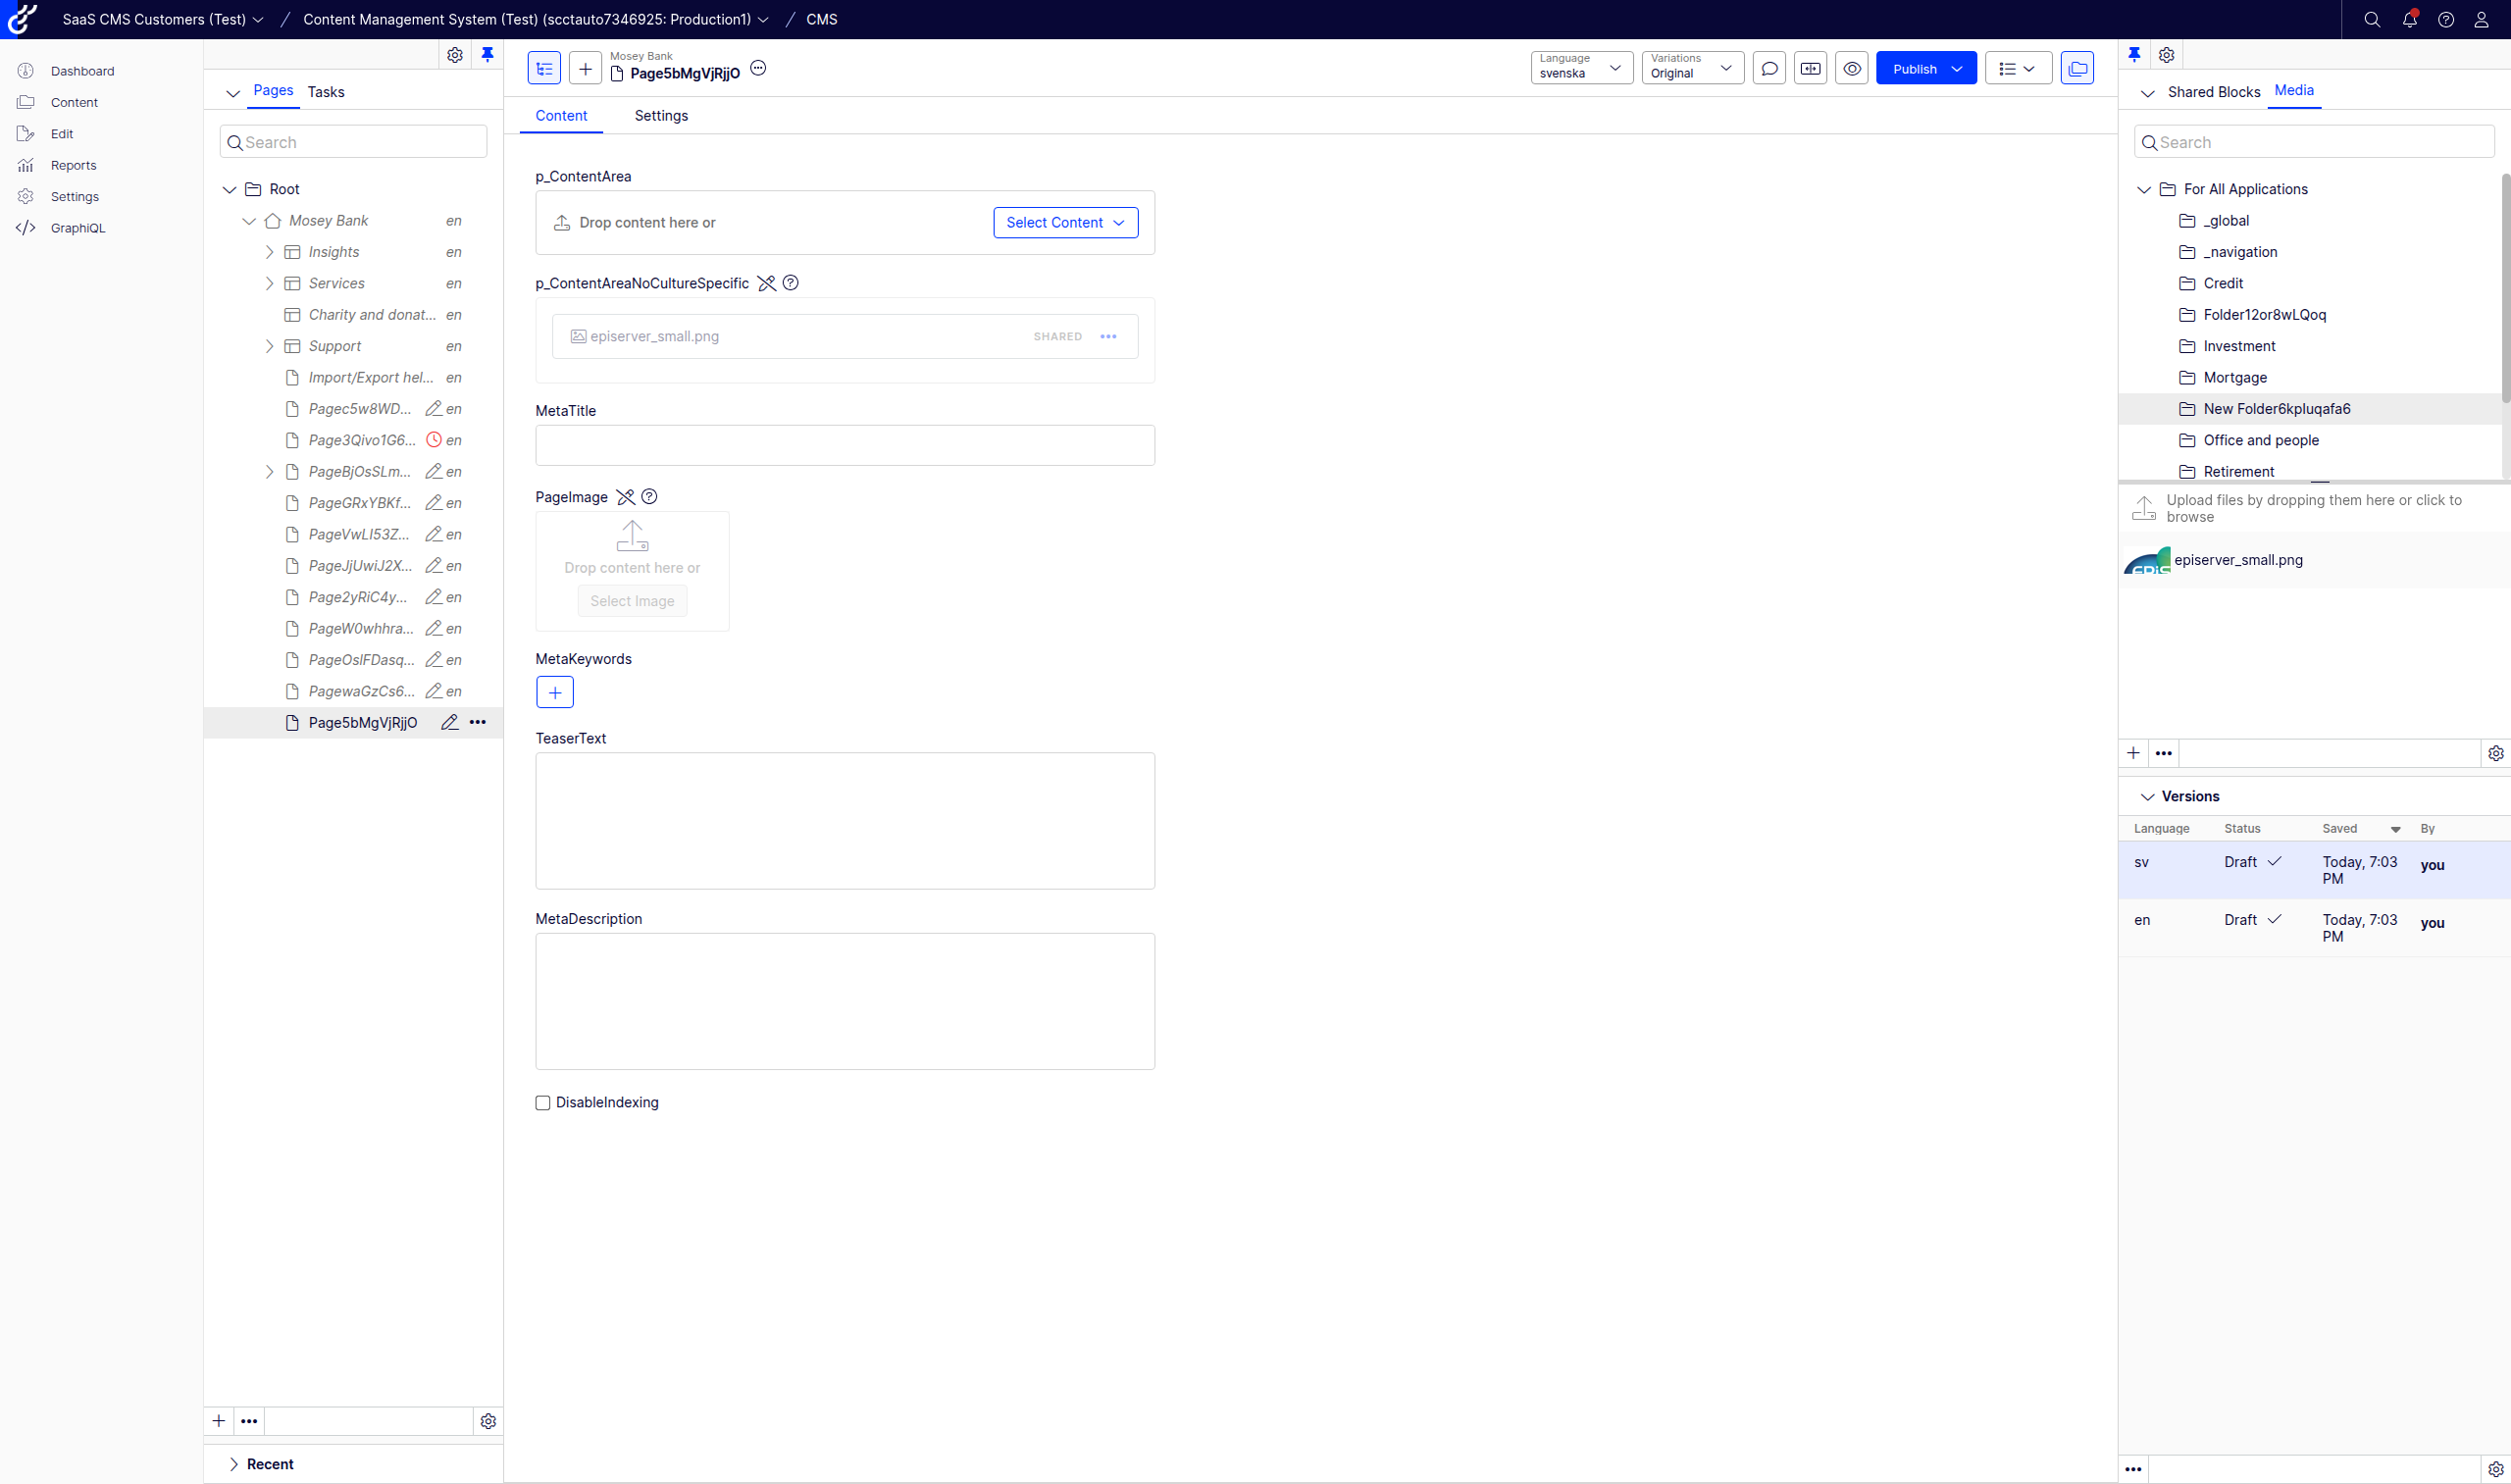 SaaS CMS Customers (Test) / Content Management System (Test) (scctauto7346925: Production1) / CMS
Dashboard
Content
Edit
Reports
Settings
GraphiQL
Pages Tasks
Search
Root
Mosey Bank en
Insights en
Services en
Charity and donat... en
Support en
Import/Export hel... en
Pagec5w8WD... en
Page3Qivo1G6... en
PageBjOsSLm... en
PageGRxYBKf... en
PageVwLI53Z... en
PageJjUwiJ2X... en
Page2yRiC4y... en
PageW0whhra... en
PageOslFDasq... en
PagewaGzCs6... en
Page5bMgVjRjjO
Recent
Mosey Bank
Page5bMgVjRjjO
Language
svenska
Variations
Original
Publish
Content Settings
p_ContentArea
Drop content here or
Select Content
p_ContentAreaNoCultureSpecific
episerver_small.png SHARED
MetaTitle
PageImage
Drop content here or
Select Image
MetaKeywords
TeaserText
MetaDescription
DisableIndexing
Shared Blocks Media
Search
For All Applications
_global
_navigation
Credit
Folder12or8wLQoq
Investment
Mortgage
New Folder6kpluqafa6
Office and people
Retirement
Upload files by dropping them here or click to
browse
EPiS
episerver_small.png
Versions
Language Status Saved By
sv Draft Today, 7:03 PM you
en Draft Today, 7:03 PM you